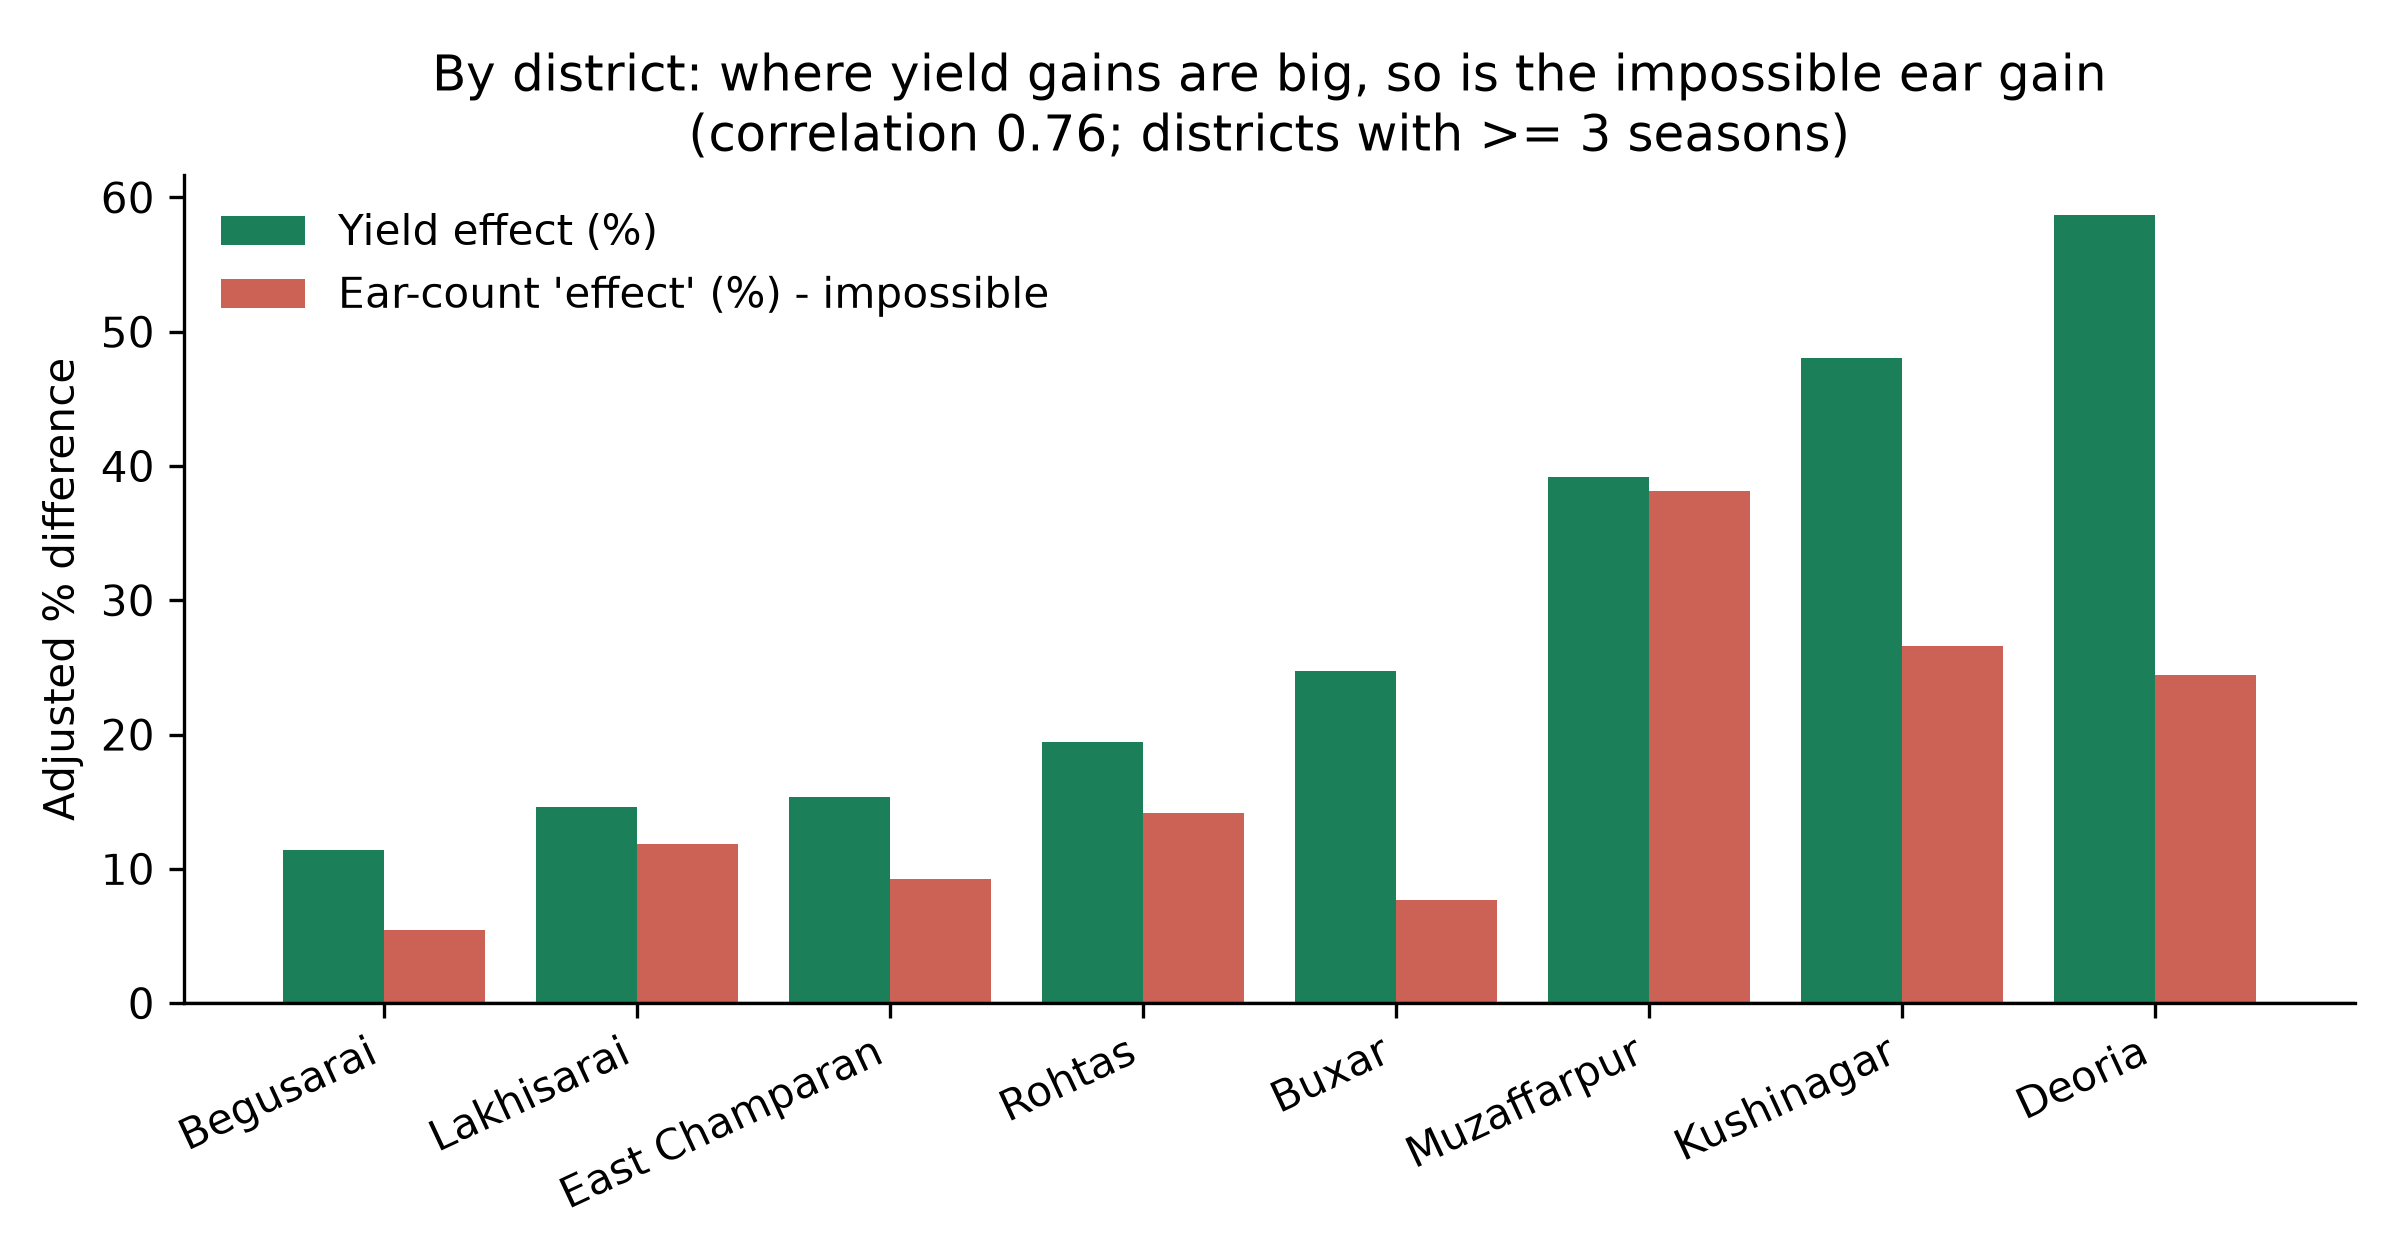 By district: where yield gains are big, so is the impossible ear gain
(correlation 0.76; districts with >= 3 seasons)
Yield effect (%)
Ear-count 'effect' (%) - impossible
Adjusted % difference
60
50
40
30
20
10
0
Begusarai
Lakhisarai
East Champaran
Rohtas
Buxar
Muzaffarpur
Kushinagar
Deoria